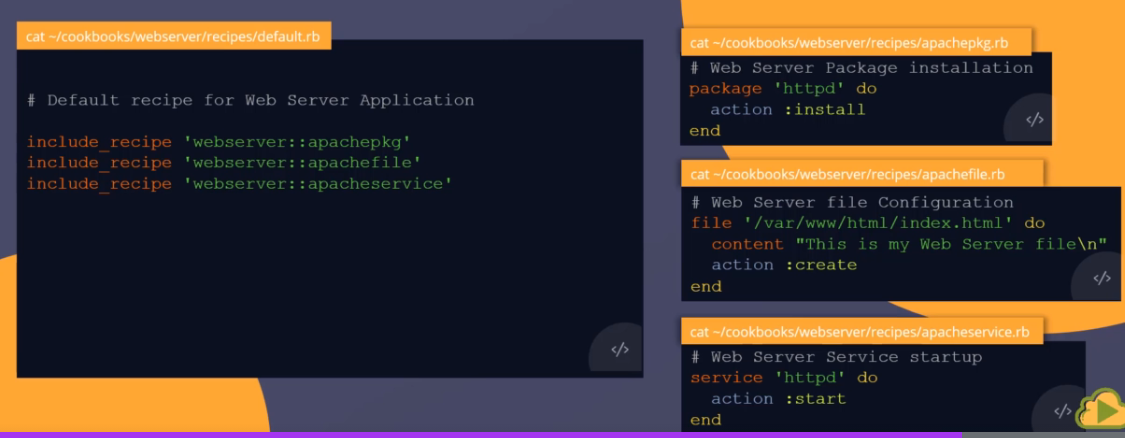 cat ~/cookbooks/webserver/recipes/default.rb
# Default recipe for Web Server Application
include_recipe 'webserver::apachepkg'
include_recipe 'webserver::apachefile'
include_recipe 'webserver::apacheservice'
</>
cat ~/cookbooks/webserver/recipes/apachepkg.rb
# Web Server Package installation
package 'httpd' do
  action :install
end
</>
cat ~/cookbooks/webserver/recipes/apachefile.rb
# Web Server file Configuration
file '/var/www/html/index.html' do
  content "This is my Web Server file\n"
  action :create
end
</>
cat ~/cookbooks/webserver/recipes/apacheservice.rb
# Web Server Service startup
service 'httpd' do
  action :start
end
</>